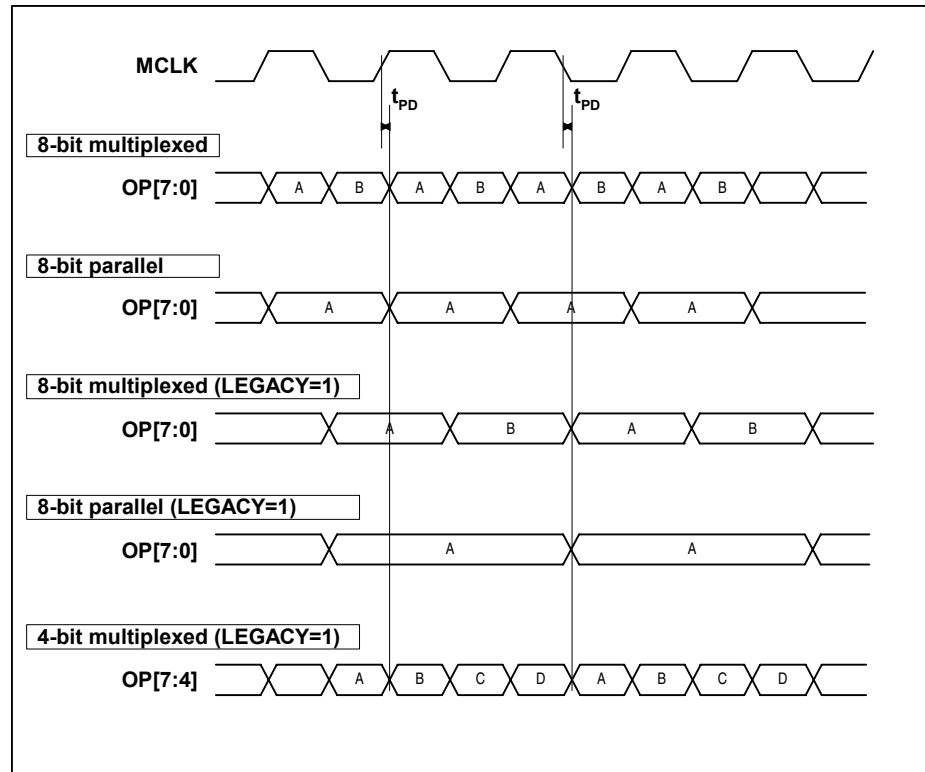 MCLK
tPD tPD
8-bit multiplexed
OP[7:0] A B A B A B A B
8-bit parallel
OP[7:0] A A A A
8-bit multiplexed (LEGACY=1)
OP[7:0] A B A B
8-bit parallel (LEGACY=1)
OP[7:0] A A
4-bit multiplexed (LEGACY=1)
OP[7:4] A B C D A B C D